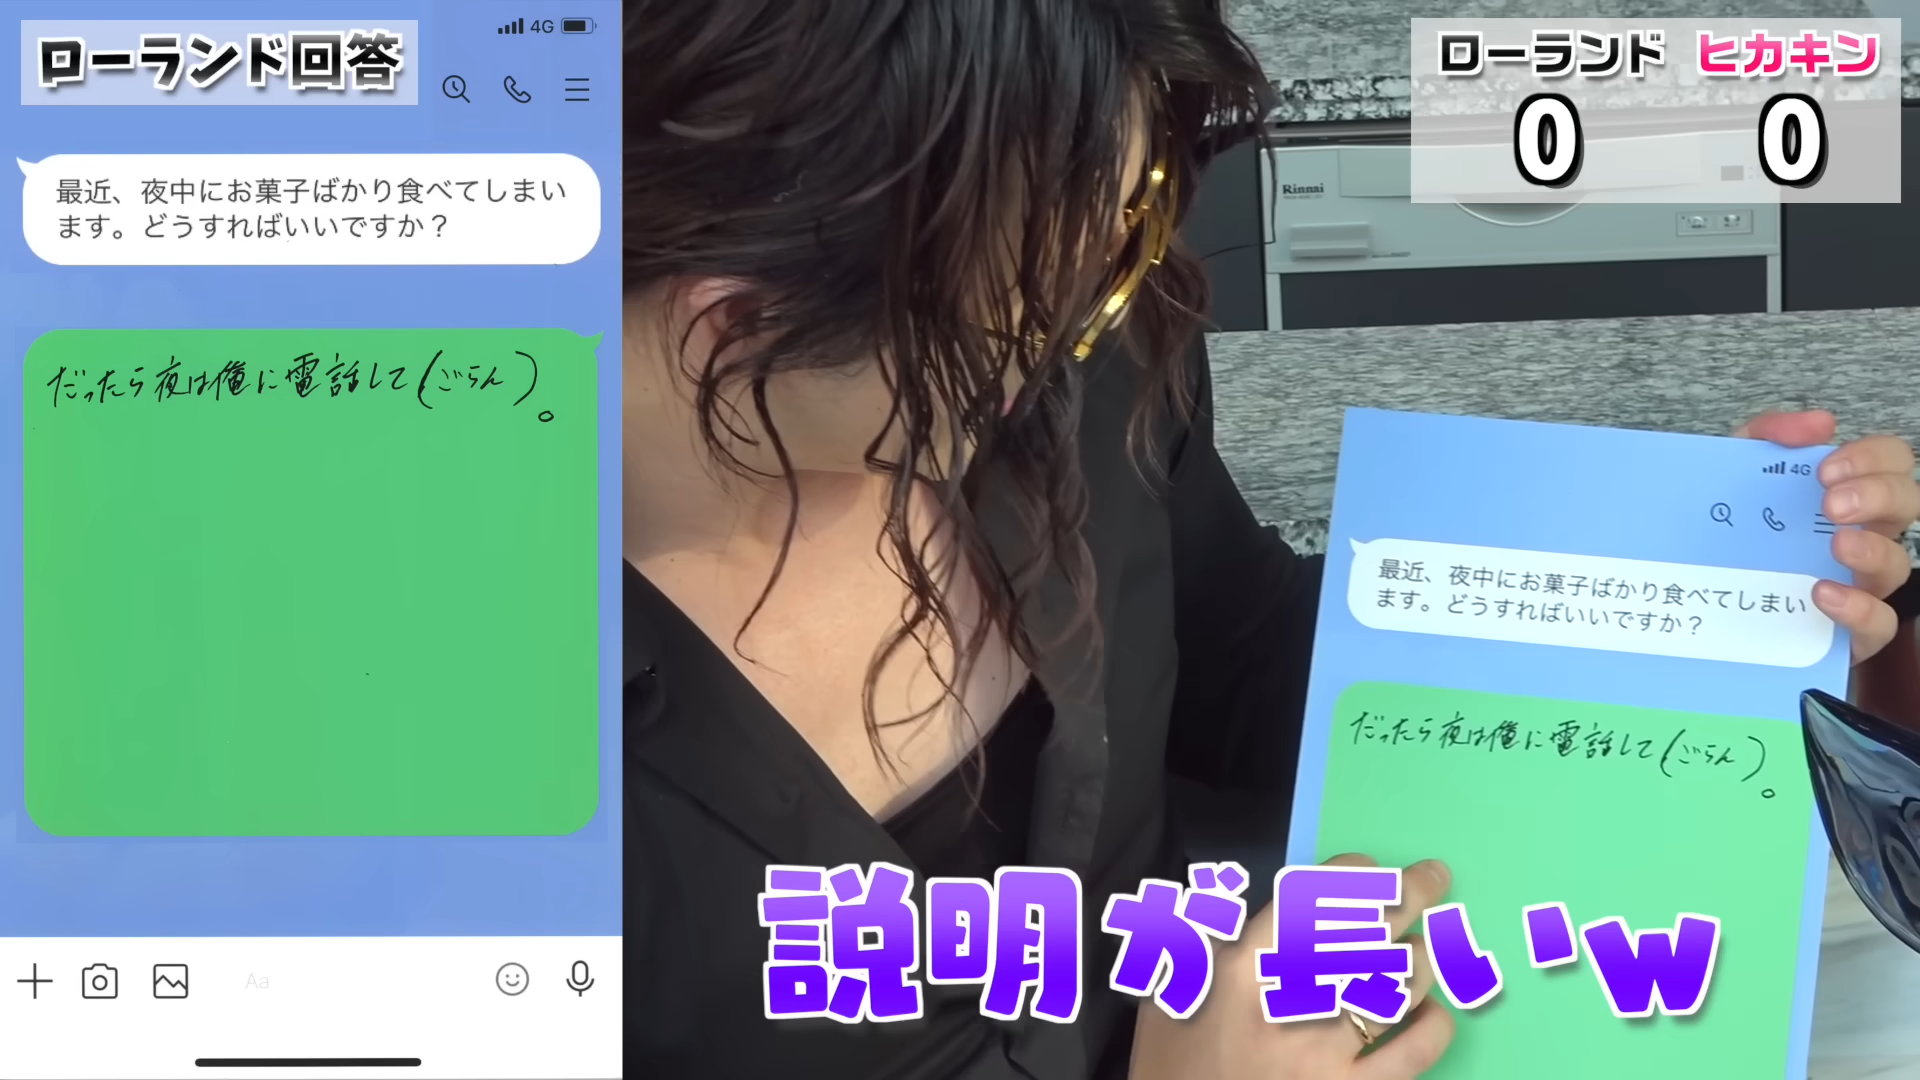 ローランド回答
4G
最近、夜中にお菓子ばかり食べてしまい
ます。どうすればいいですか？
だったら夜は俺に電話して(ごらん)。
Aa
ローランド ヒカキン
0 0
Rinnai
4G
最近、夜中にお菓子ばかり食べてしまい
ます。どうすればいいですか？
だったら夜は俺に電話して(ごらん)。
説明が長いw